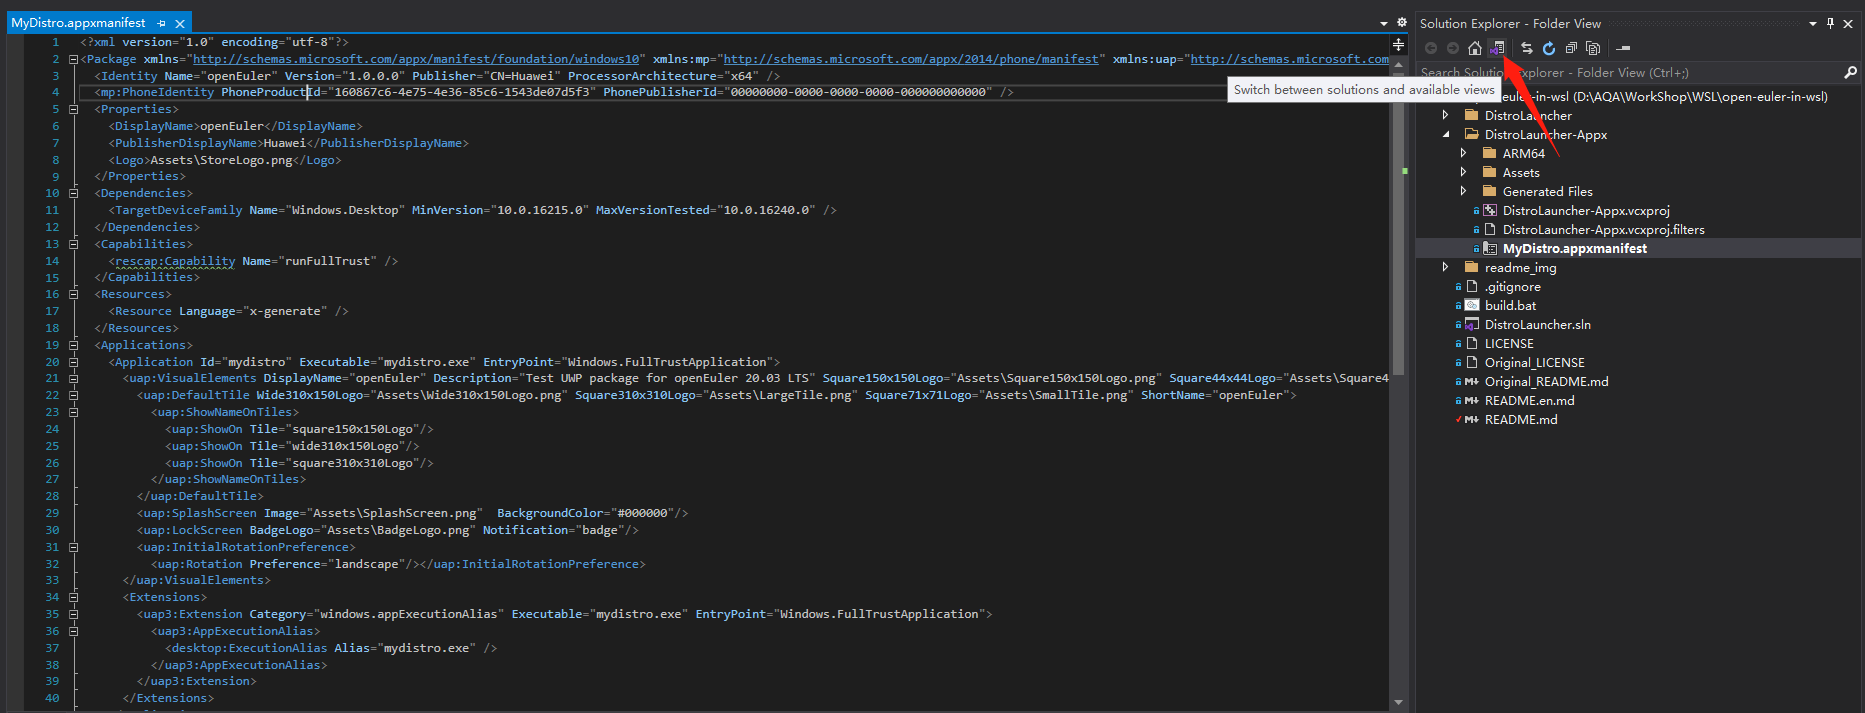 MyDistro.appxmanifest
1 <?xml version="1.0" encoding="utf-8"?>
2 <Package xmlns="http://schemas.microsoft.com/appx/manifest/foundation/windows10" xmlns:mp="http://schemas.microsoft.com/appx/2014/phone/manifest" xmlns:uap="http://schemas.microsoft.com
3 <Identity Name="openEuler" Version="1.0.0.0" Publisher="CN=Huawei" ProcessorArchitecture="x64" />
4 <mp:PhoneIdentity PhoneProductId="160867c6-4e75-4e36-85c6-1543de07d5f3" PhonePublisherId="00000000-0000-0000-0000-000000000000" />
5 <Properties>
6 <DisplayName>openEuler</DisplayName>
7 <PublisherDisplayName>Huawei</PublisherDisplayName>
8 <Logo>Assets\StoreLogo.png</Logo>
9 </Properties>
10 <Dependencies>
11 <TargetDeviceFamily Name="Windows.Desktop" MinVersion="10.0.16215.0" MaxVersionTested="10.0.16240.0" />
12 </Dependencies>
13 <Capabilities>
14 <rescap:Capability Name="runFullTrust" />
15 </Capabilities>
16 <Resources>
17 <Resource Language="x-generate" />
18 </Resources>
19 <Applications>
20 <Application Id="mydistro" Executable="mydistro.exe" EntryPoint="Windows.FullTrustApplication">
21 <uap:VisualElements DisplayName="openEuler" Description="Test UWP package for openEuler 20.03 LTS" Square150x150Logo="Assets\Square150x150Logo.png" Square44x44Logo="Assets\Square4
22 <uap:DefaultTile Wide310x150Logo="Assets\Wide310x150Logo.png" Square310x310Logo="Assets\LargeTile.png" Square71x71Logo="Assets\SmallTile.png" ShortName="openEuler">
23 <uap:ShowNameOnTiles>
24 <uap:ShowOn Tile="square150x150Logo"/>
25 <uap:ShowOn Tile="wide310x150Logo"/>
26 <uap:ShowOn Tile="square310x310Logo"/>
27 </uap:ShowNameOnTiles>
28 </uap:DefaultTile>
29 <uap:SplashScreen Image="Assets\SplashScreen.png"  BackgroundColor="#000000"/>
30 <uap:LockScreen BadgeLogo="Assets\BadgeLogo.png" Notification="badge"/>
31 <uap:InitialRotationPreference>
32 <uap:Rotation Preference="landscape"/></uap:InitialRotationPreference>
33 </uap:VisualElements>
34 <Extensions>
35 <uap3:Extension Category="windows.appExecutionAlias" Executable="mydistro.exe" EntryPoint="Windows.FullTrustApplication">
36 <uap3:AppExecutionAlias>
37 <desktop:ExecutionAlias Alias="mydistro.exe" />
38 </uap3:AppExecutionAlias>
39 </uap3:Extension>
40 </Extensions>
Solution Explorer - Folder View
Search Solution Explorer - Folder View (Ctrl+;)
Switch between solutions and available views
euler-in-wsl (D:\AQA\WorkShop\WSL\open-euler-in-wsl)
DistroLauncher
DistroLauncher-Appx
ARM64
Assets
Generated Files
DistroLauncher-Appx.vcxproj
DistroLauncher-Appx.vcxproj.filters
MyDistro.appxmanifest
readme_img
.gitignore
build.bat
DistroLauncher.sln
LICENSE
Original_LICENSE
Original_README.md
README.en.md
README.md